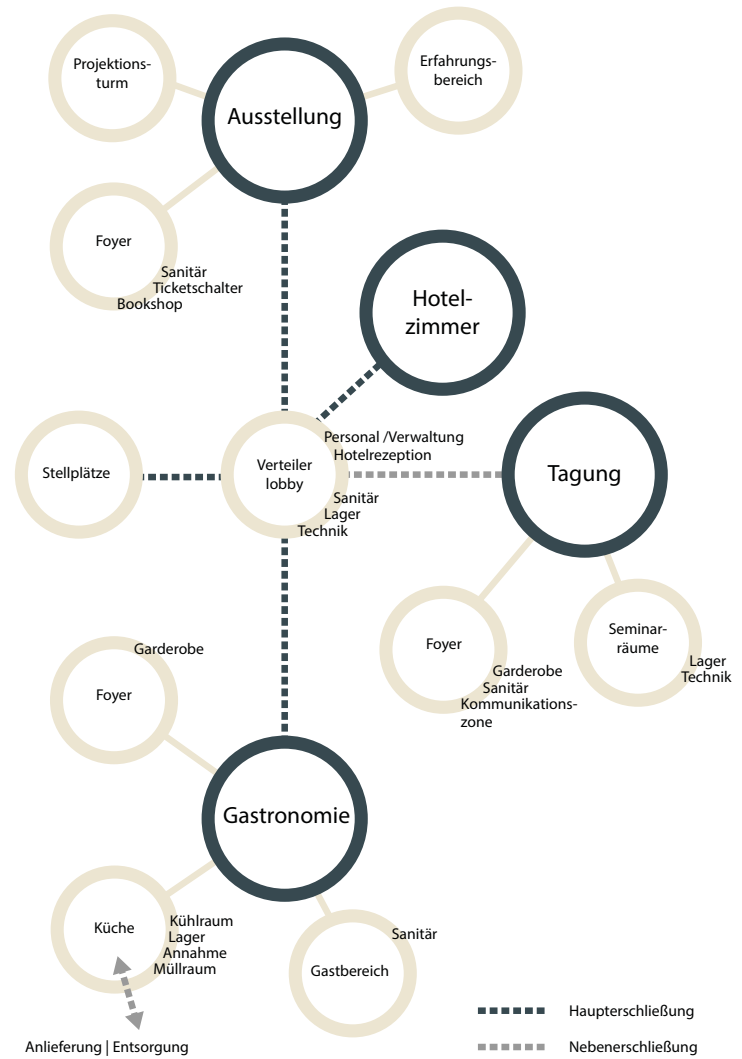 Projektions-
turm
Ausstellung
Erfahrungs-
bereich
Foyer
Sanitär
Ticketschalter
Bookshop
Hotel-
zimmer
Stellplätze
Verteiler
lobby
Personal /Verwaltung
Hotelrezeption
Sanitär
Lager
Technik
Tagung
Foyer
Garderobe
Sanitär
Kommunikations-
zone
Seminar-
räume
Lager
Technik
Garderobe
Foyer
Gastronomie
Küche
Kühlraum
Lager
Annahme
Müllraum
Sanitär
Gastbereich
Anlieferung | Entsorgung
Haupterschließung
Nebenerschließung